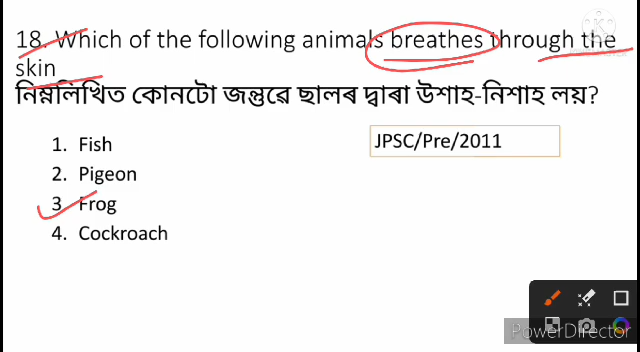 18. Which of the following animals breathes through the
skin
নিম্নলিখিত কোনটো জন্তুৱে ছালৰ দ্বাৰা উশাহ-নিশাহ লয়?
1. Fish
2. Pigeon
3. Frog
4. Cockroach
JPSC/Pre/2011
PowerDirector